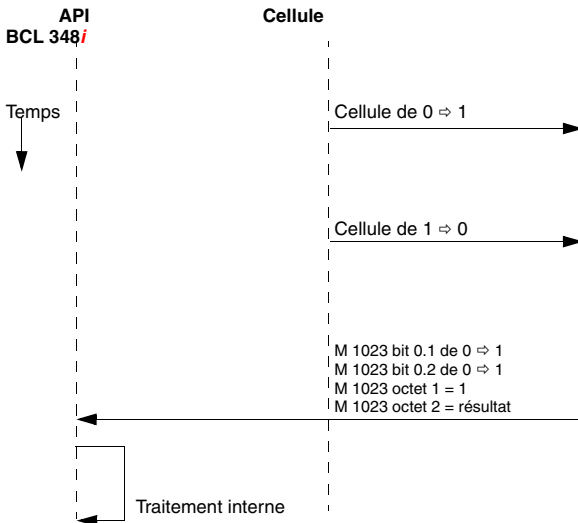 API
BCL 348i
Cellule
Temps
Cellule de 0 ⇨ 1
Cellule de 1 ⇨ 0
M 1023 bit 0.1 de 0 ⇨ 1
M 1023 bit 0.2 de 0 ⇨ 1
M 1023 octet 1 = 1
M 1023 octet 2 = résultat
Traitement interne